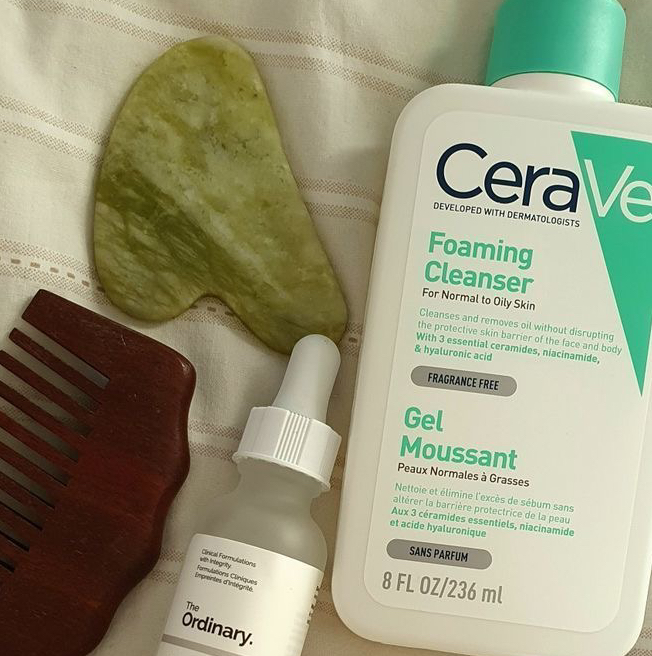 CeraVe
DEVELOPED WITH DERMATOLOGISTS
Foaming
Cleanser
For Normal to Oily Skin
Cleanses and removes oil without disrupting
the protective skin barrier of the face and body
With 3 essential ceramides, niacinamide,
& hyaluronic acid
FRAGRANCE FREE
Gel
Moussant
Peaux Normales à Grasses
Nettoie et élimine l'excès de sébum sans
altérer la barrière protectrice de la peau
Aux 3 céramides essentiels, niacinamide
et acide hyaluronique
SANS PARFUM
8 FL OZ/236 ml
Clinical Formulations
with Integrity.
Formulations Cliniques
Empreintes d'Intégrité.
The
Ordinary.